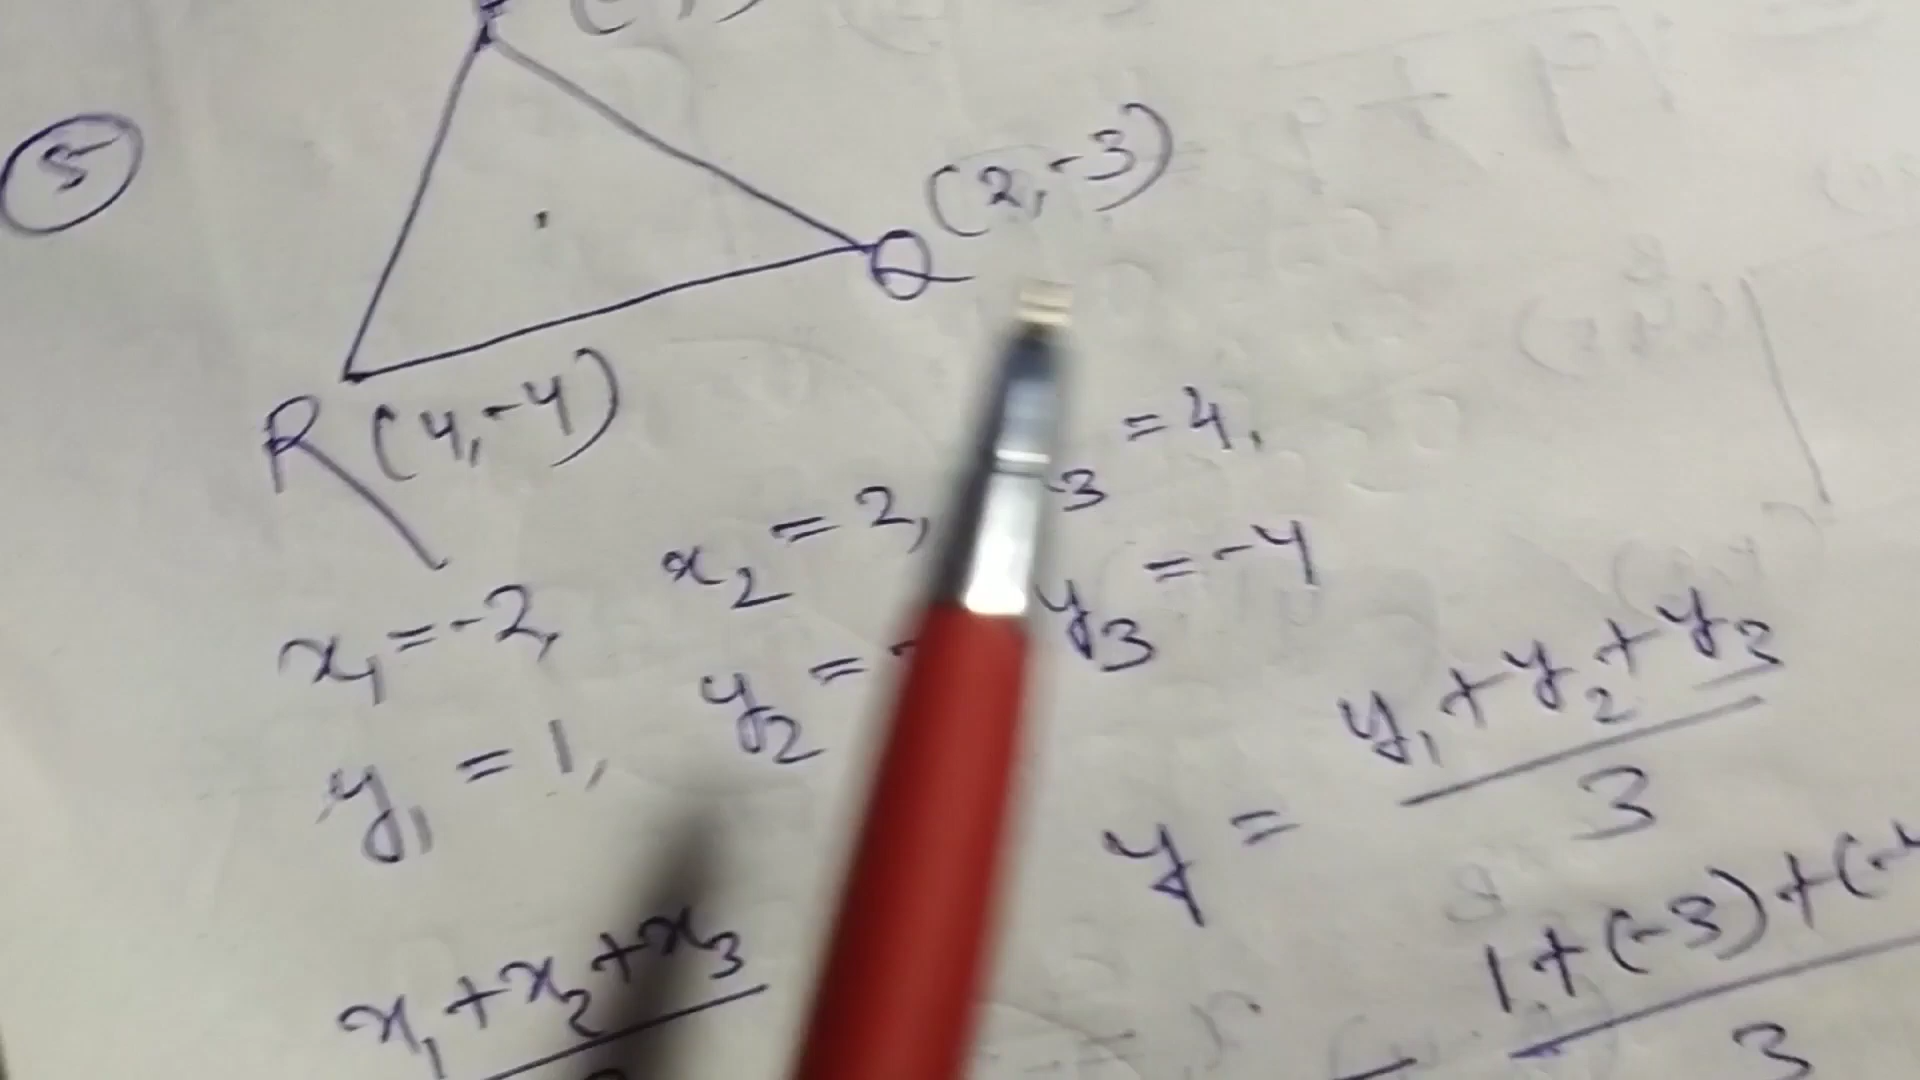 5
(2,-3)
Q
R (4,-4)
x₁ = -2, x₂ = 2, ₃ = 4,
y₁ = 1, y₂ = y₃ = -4
y = y₁+y₂+y₃
3
x₁+x₂+x₃
1+(-3)+(-4
3